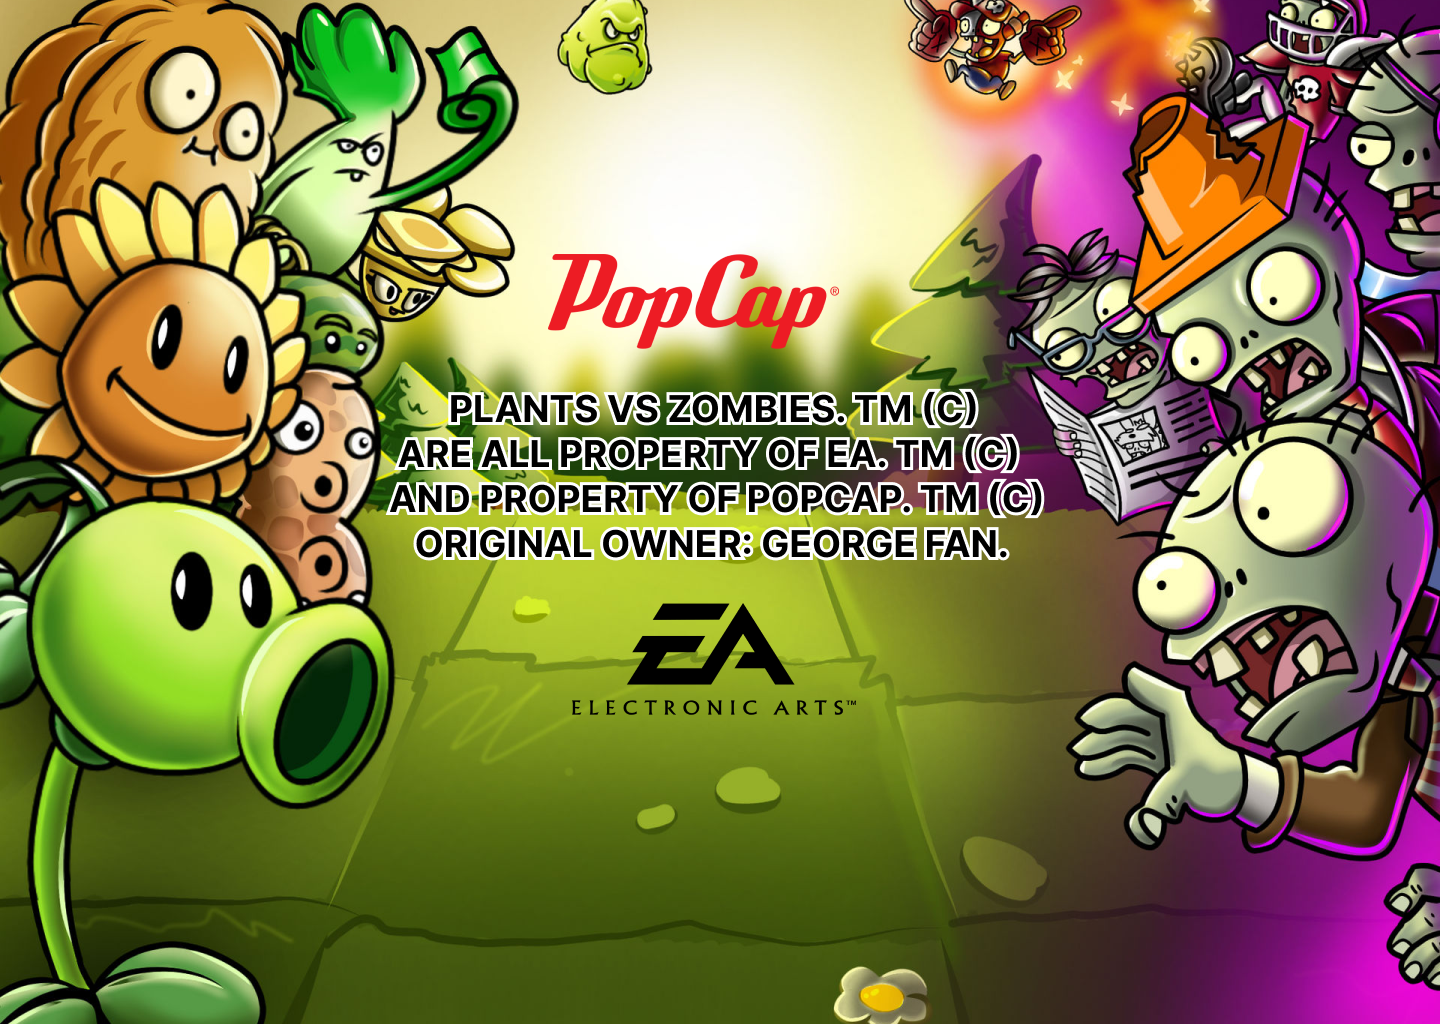 PopCap®
PLANTS VS ZOMBIES. TM (C)
ARE ALL PROPERTY OF EA. TM (C)
AND PROPERTY OF POPCAP. TM (C)
ORIGINAL OWNER: GEORGE FAN.
EA
ELECTRONIC ARTS™